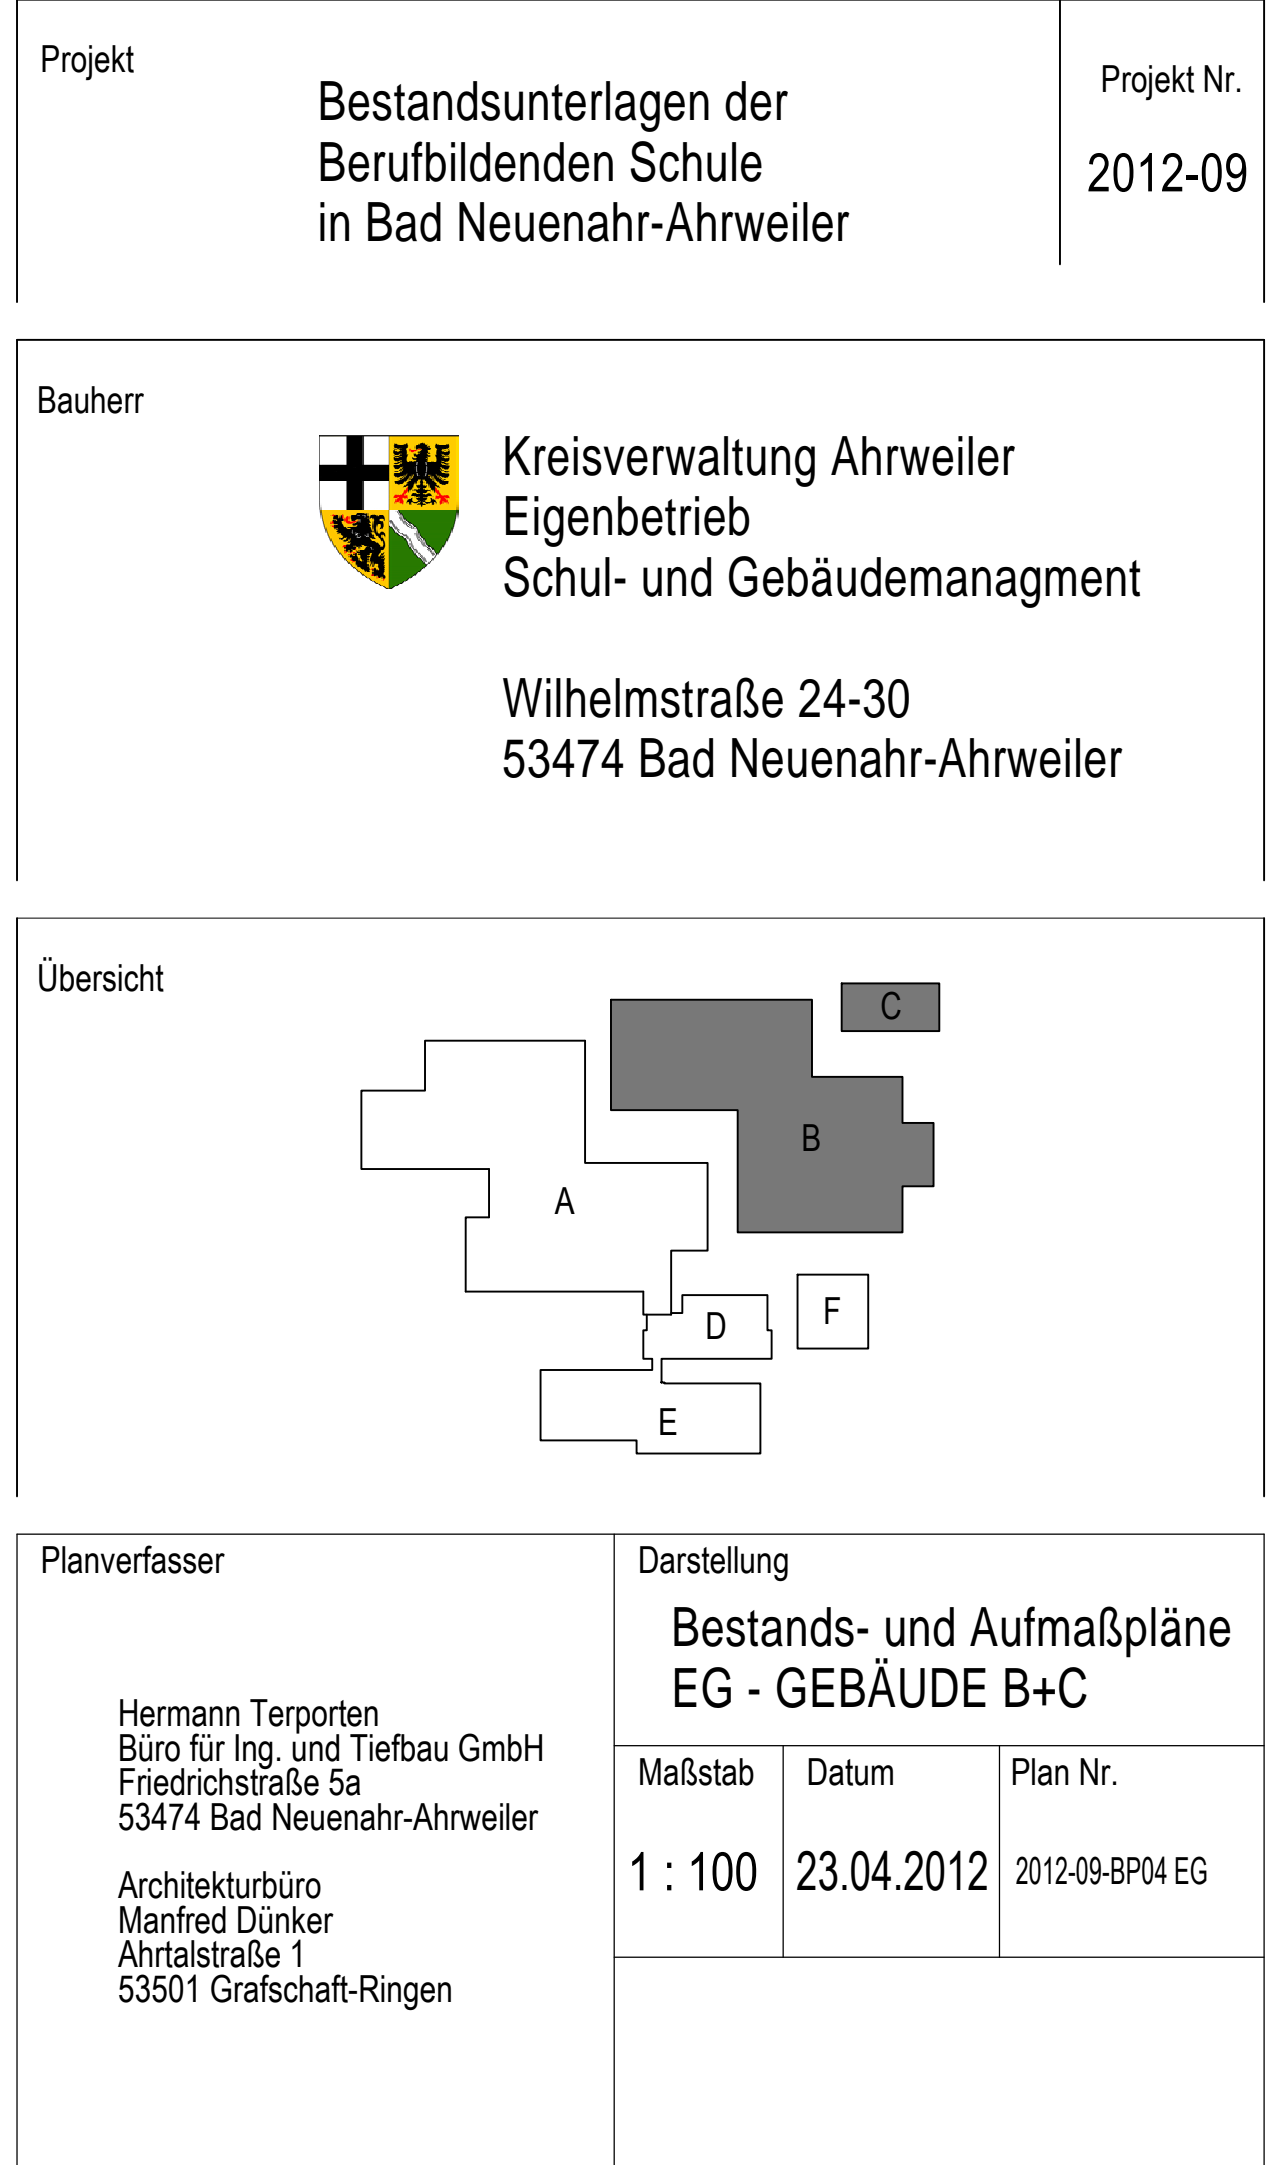 Projekt
Bestandsunterlagen der
Berufbildenden Schule
in Bad Neuenahr-Ahrweiler
Projekt Nr.
2012-09
Bauherr
Kreisverwaltung Ahrweiler
Eigenbetrieb
Schul- und Gebäudemanagment
Wilhelmstraße 24-30
53474 Bad Neuenahr-Ahrweiler
Übersicht
C
B
A
F
D
E
Planverfasser
Hermann Terporten
Büro für Ing. und Tiefbau GmbH
Friedrichstraße 5a
53474 Bad Neuenahr-Ahrweiler
Architekturbüro
Manfred Dünker
Ahrtalstraße 1
53501 Grafschaft-Ringen
Darstellung
Bestands- und Aufmaßpläne
EG - GEBÄUDE B+C
Maßstab
1 : 100
Datum
23.04.2012
Plan Nr.
2012-09-BP04 EG